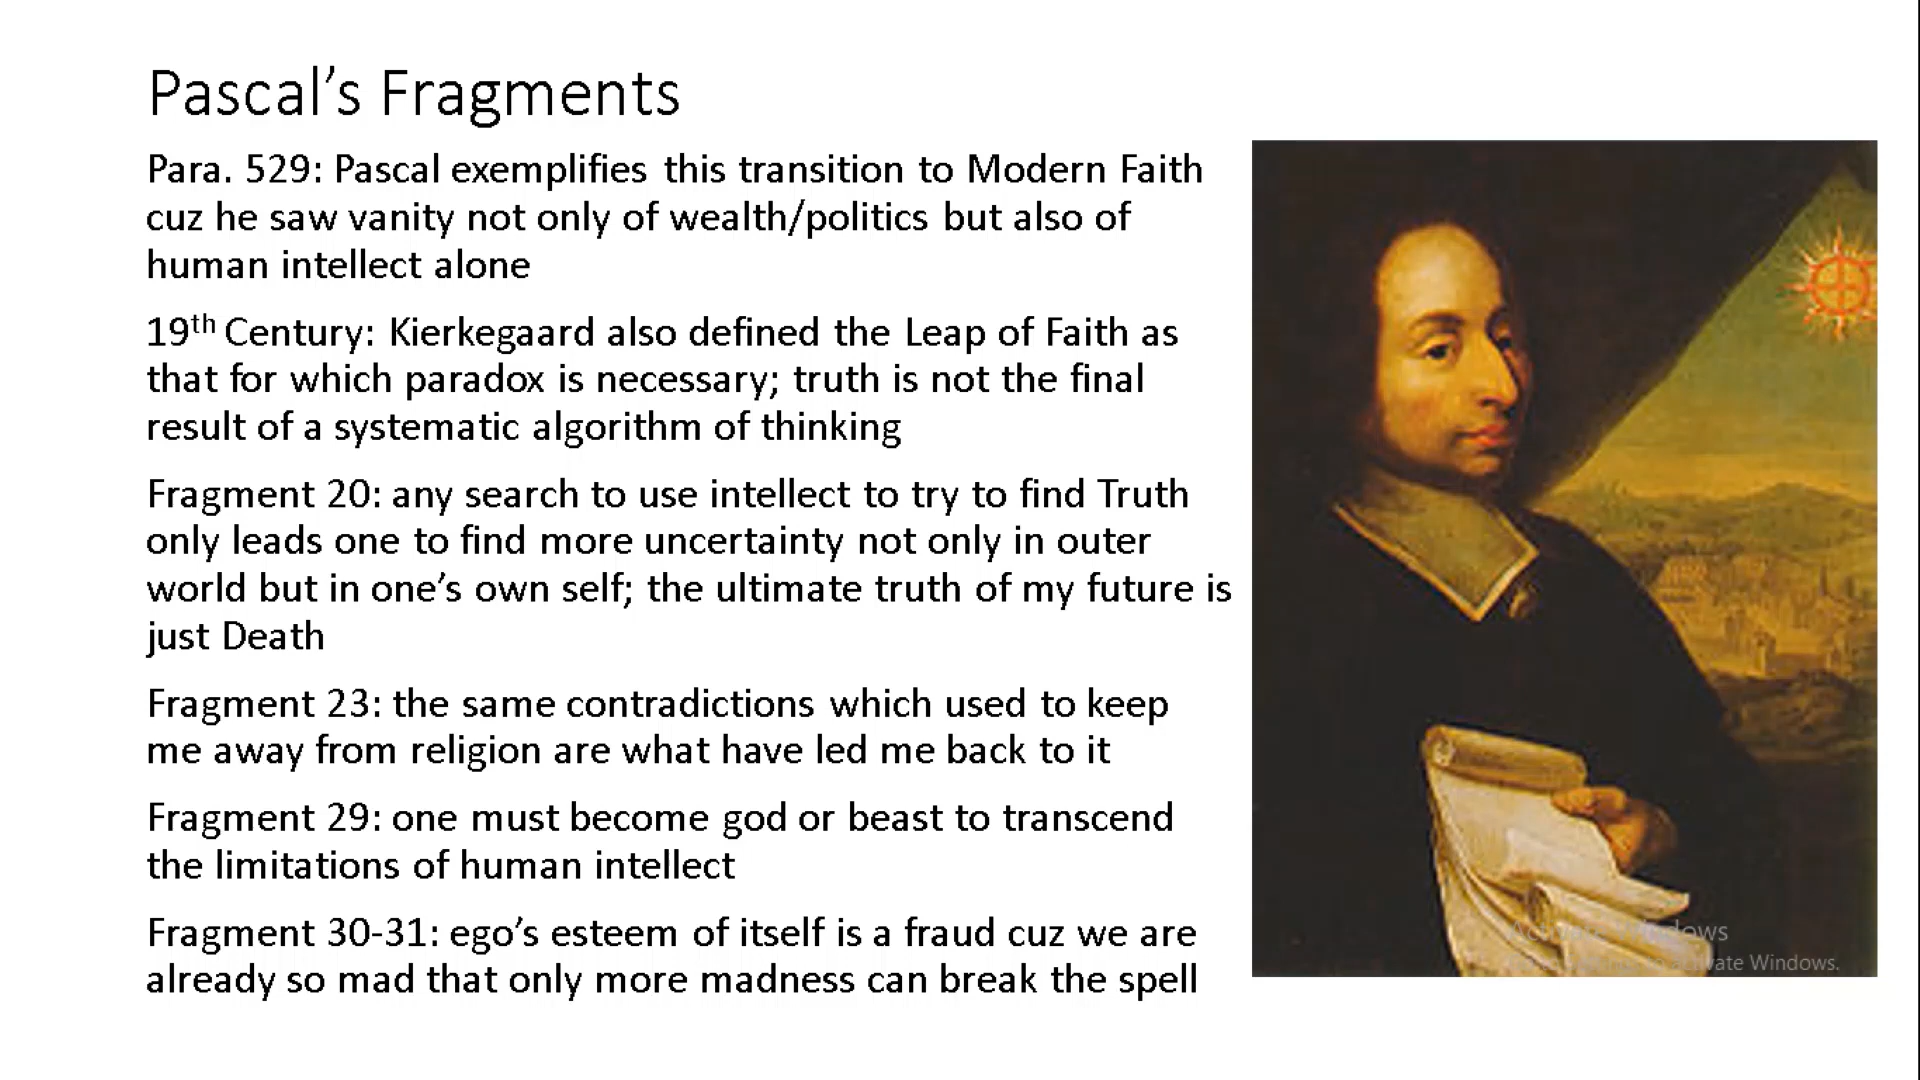 Pascal’s Fragments
Para. 529: Pascal exemplifies this transition to Modern Faith
cuz he saw vanity not only of wealth/politics but also of
human intellect alone
19th Century: Kierkegaard also defined the Leap of Faith as
that for which paradox is necessary; truth is not the final
result of a systematic algorithm of thinking
Fragment 20: any search to use intellect to try to find Truth
only leads one to find more uncertainty not only in outer
world but in one’s own self; the ultimate truth of my future is
just Death
Fragment 23: the same contradictions which used to keep
me away from religion are what have led me back to it
Fragment 29: one must become god or beast to transcend
the limitations of human intellect
Fragment 30-31: ego’s esteem of itself is a fraud cuz we are
already so mad that only more madness can break the spell
Activate Windows
to activate Windows.